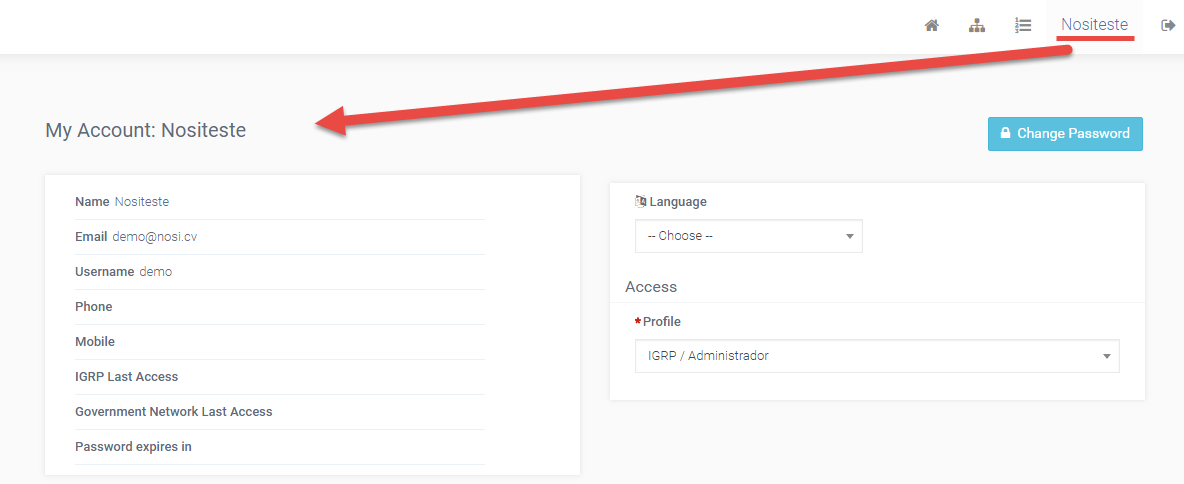 Nositeste
My Account: Nositeste
Change Password
Name Nositeste
Email demo@nosi.cv
Username demo
Phone
Mobile
IGRP Last Access
Government Network Last Access
Password expires in
Language
-- Choose --
Access
* Profile
IGRP / Administrador